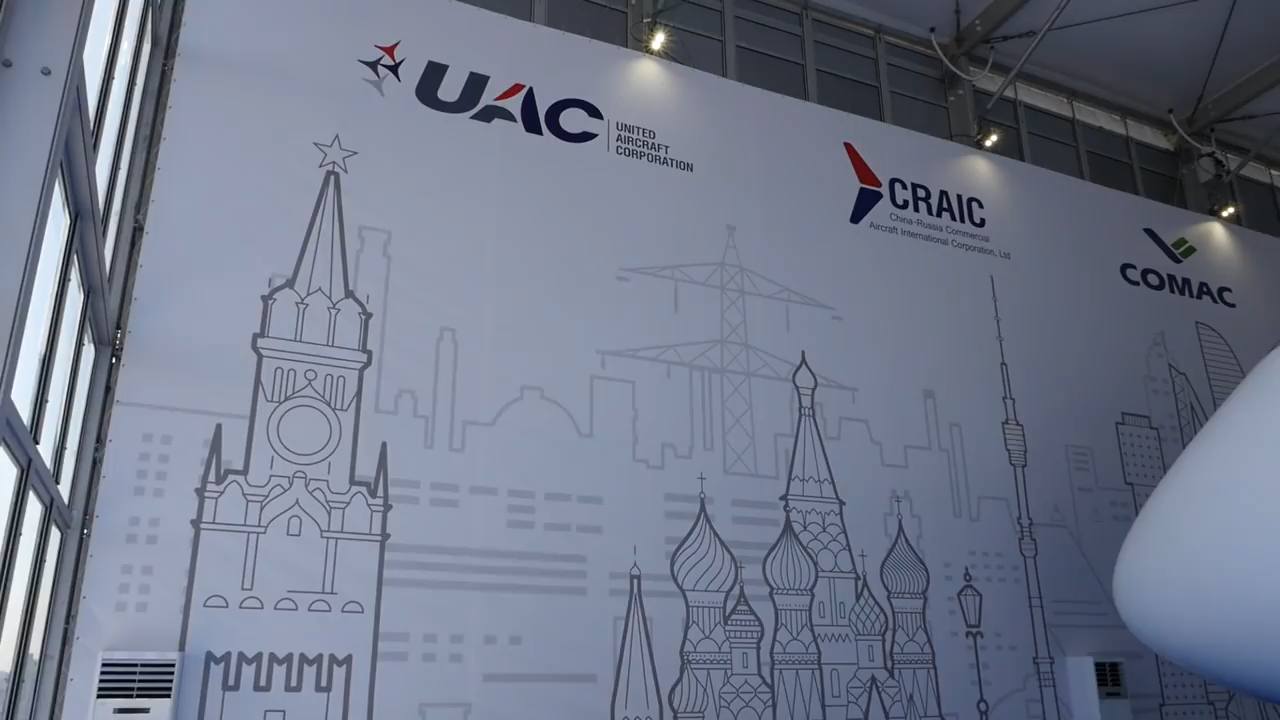 UAC
UNITED
AIRCRAFT
CORPORATION
CRAIC
China-Russia Commercial
Aircraft International Corporation, Ltd
COMAC